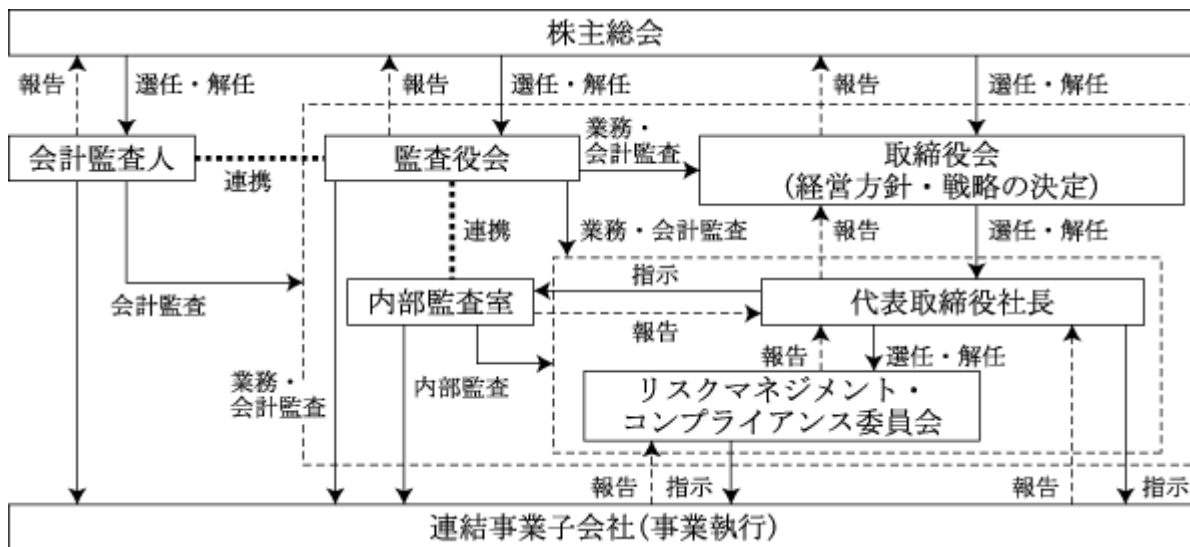 株主総会
報告
選任・解任
報告
選任・解任
報告
選任・解任
会計監査人
連携
監査役会
業務・
会計監査
取締役会
(経営方針・戦略の決定)
連携
業務・会計監査
報告
選任・解任
会計監査
内部監査室
指示
報告
代表取締役社長
業務・
会計監査
内部監査
報告
選任・解任
リスクマネジメント・
コンプライアンス委員会
報告
指示
報告
指示
連結事業子会社(事業執行)